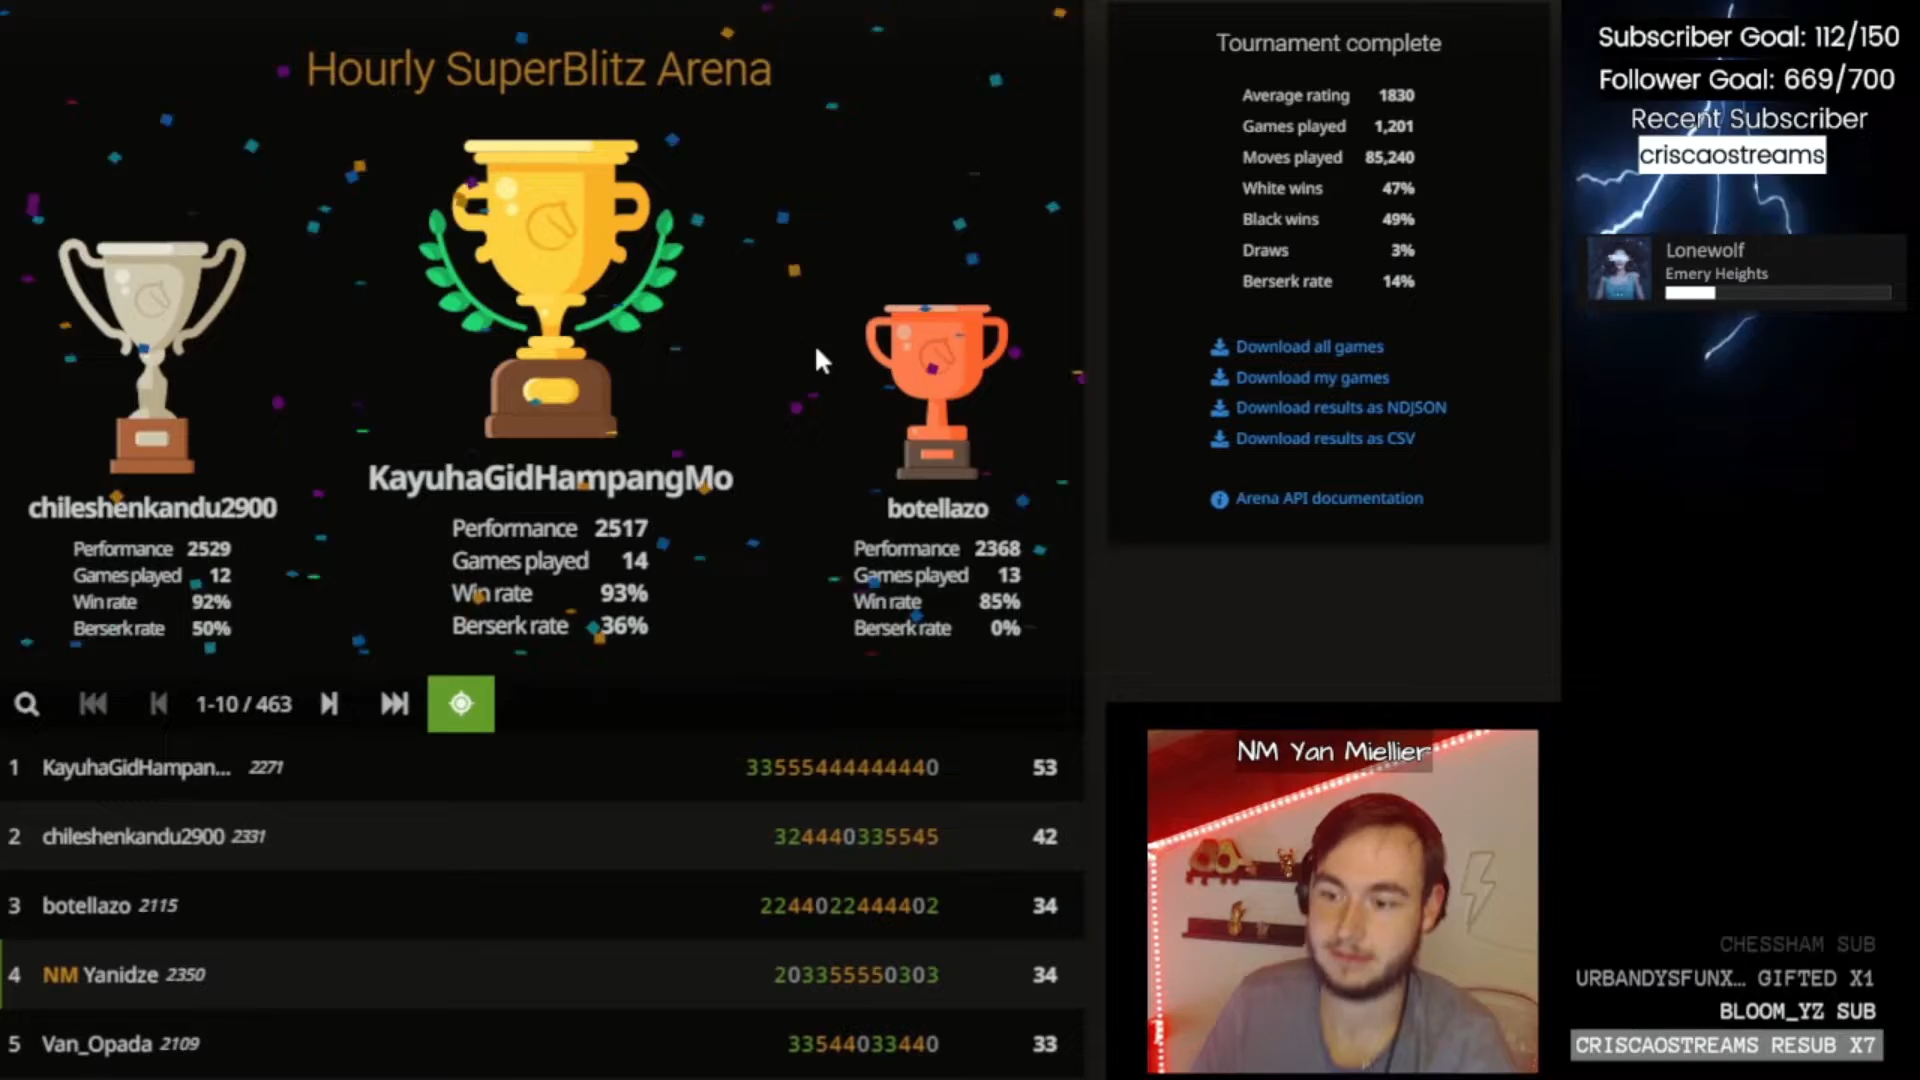 Hourly SuperBlitz Arena
chileshenkandu2900
Performance 2529
Games played 12
Win rate 92%
Berserk rate 50%
KayuhaGidHampangMo
Performance 2517
Games played 14
Win rate 93%
Berserk rate 36%
botellazo
Performance 2368
Games played 13
Win rate 85%
Berserk rate 0%
1-10 / 463
1 KayuhaGidHampan... 2271 33555444444440 53
2 chileshenkandu2900 2331 324440335545 42
3 botellazo 2115 2244022444402 34
4 NM Yanidze 2350 203355550303 34
5 Van_Opada 2109 33544033440 33
Tournament complete
Average rating 1830
Games played 1,201
Moves played 85,240
White wins 47%
Black wins 49%
Draws 3%
Berserk rate 14%
Download all games
Download my games
Download results as NDJSON
Download results as CSV
Arena API documentation
Subscriber Goal: 112/150
Follower Goal: 669/700
Recent Subscriber
criscaostreams
Lonewolf
Emery Heights
NM Yan Miellier
CHESSHAM SUB
URBANDYSFUNX... GIFTED X1
BLOOM_YZ SUB
CRISCAOSTREAMS RESUB X7